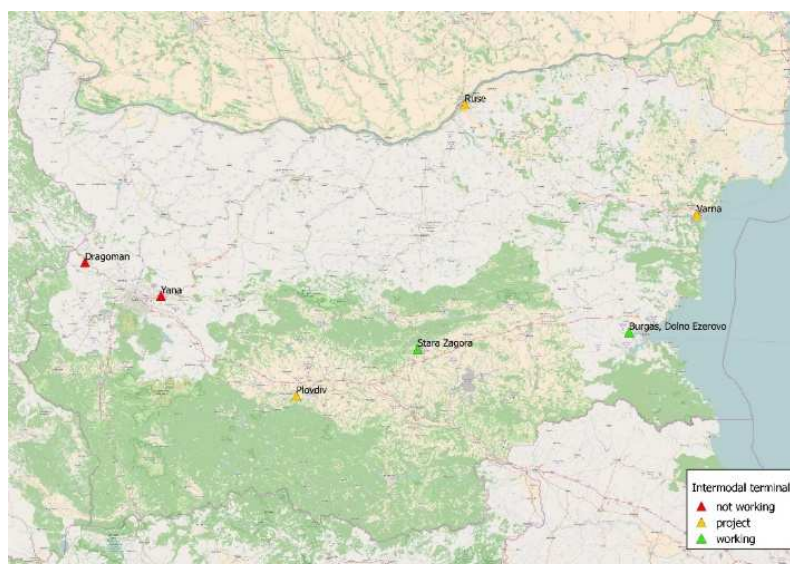 Ruse
Varna
Dragoman
Yana
Burgas, Dolno Ezerovo
Stara Zagora
Plovdiv
Intermodal terminal
not working
project
working